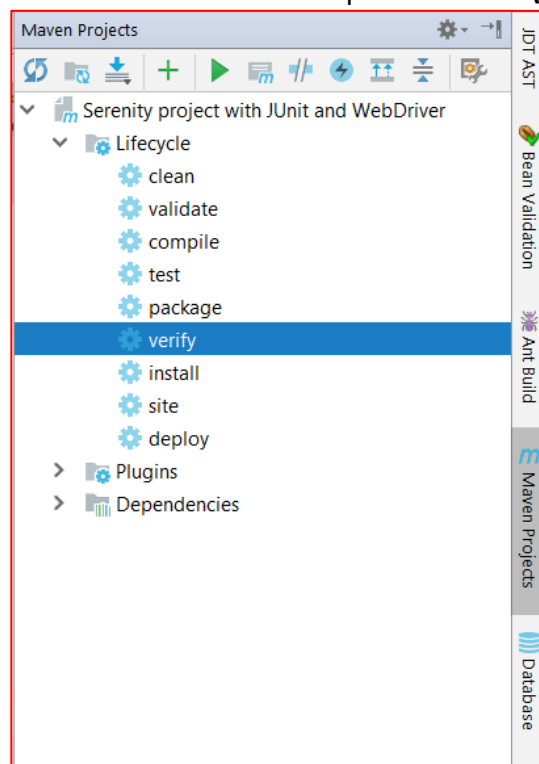 Maven Projects
Serenity project with JUnit and WebDriver
Lifecycle
clean
validate
compile
test
package
verify
install
site
deploy
Plugins
Dependencies
JDT AST
Bean Validation
Ant Build
Maven Projects
Database